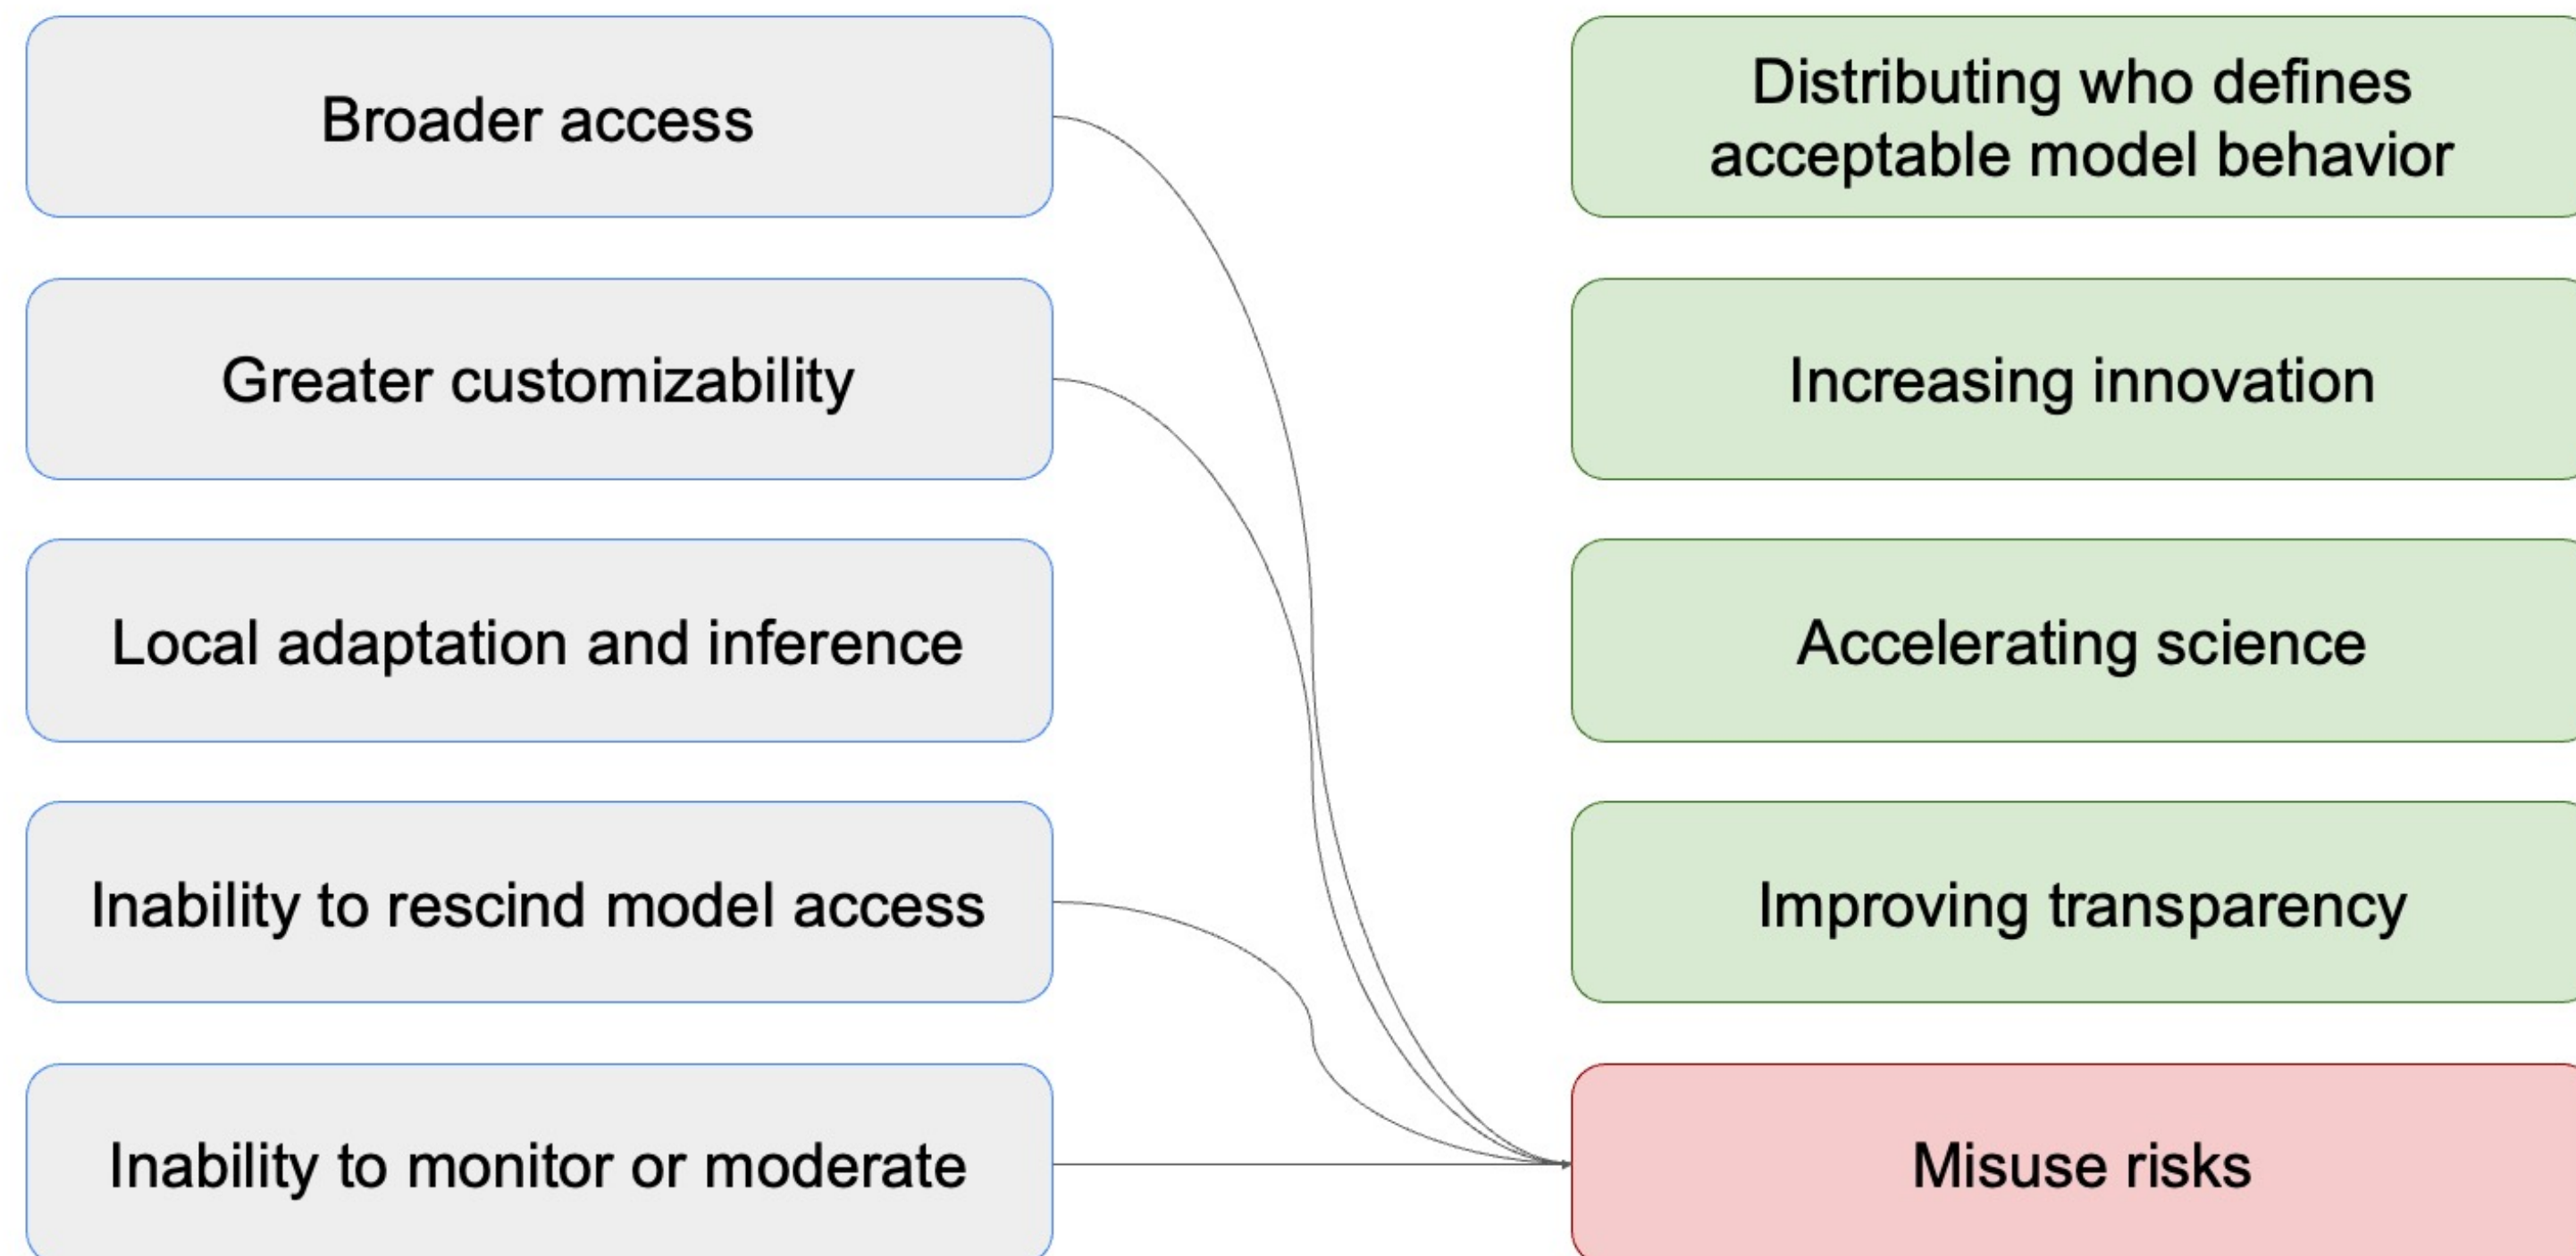 Broader access
Greater customizability
Local adaptation and inference
Inability to rescind model access
Inability to monitor or moderate
Distributing who defines
acceptable model behavior
Increasing innovation
Accelerating science
Improving transparency
Misuse risks